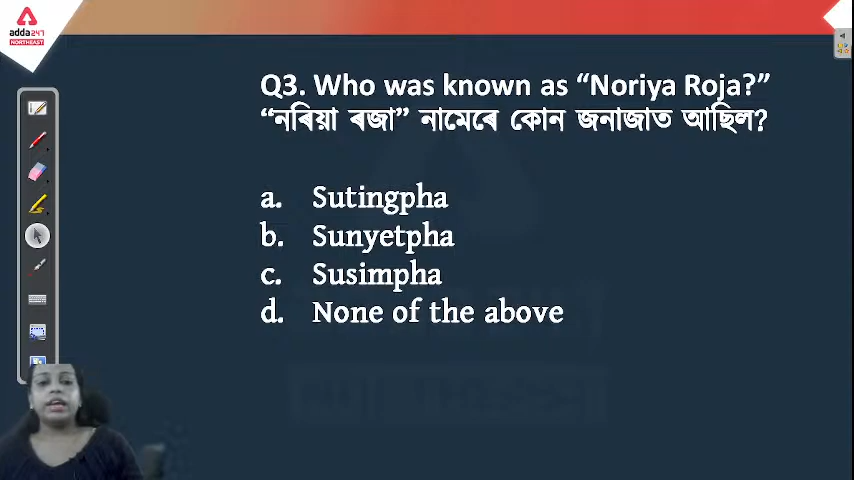 adda247
NORTHEAST
Q3. Who was known as “Noriya Roja?”
“নৰিয়া ৰজা” নামেৰে কোন জনাজাত আছিল?
a. Sutingpha
b. Sunyetpha
c. Susimpha
d. None of the above